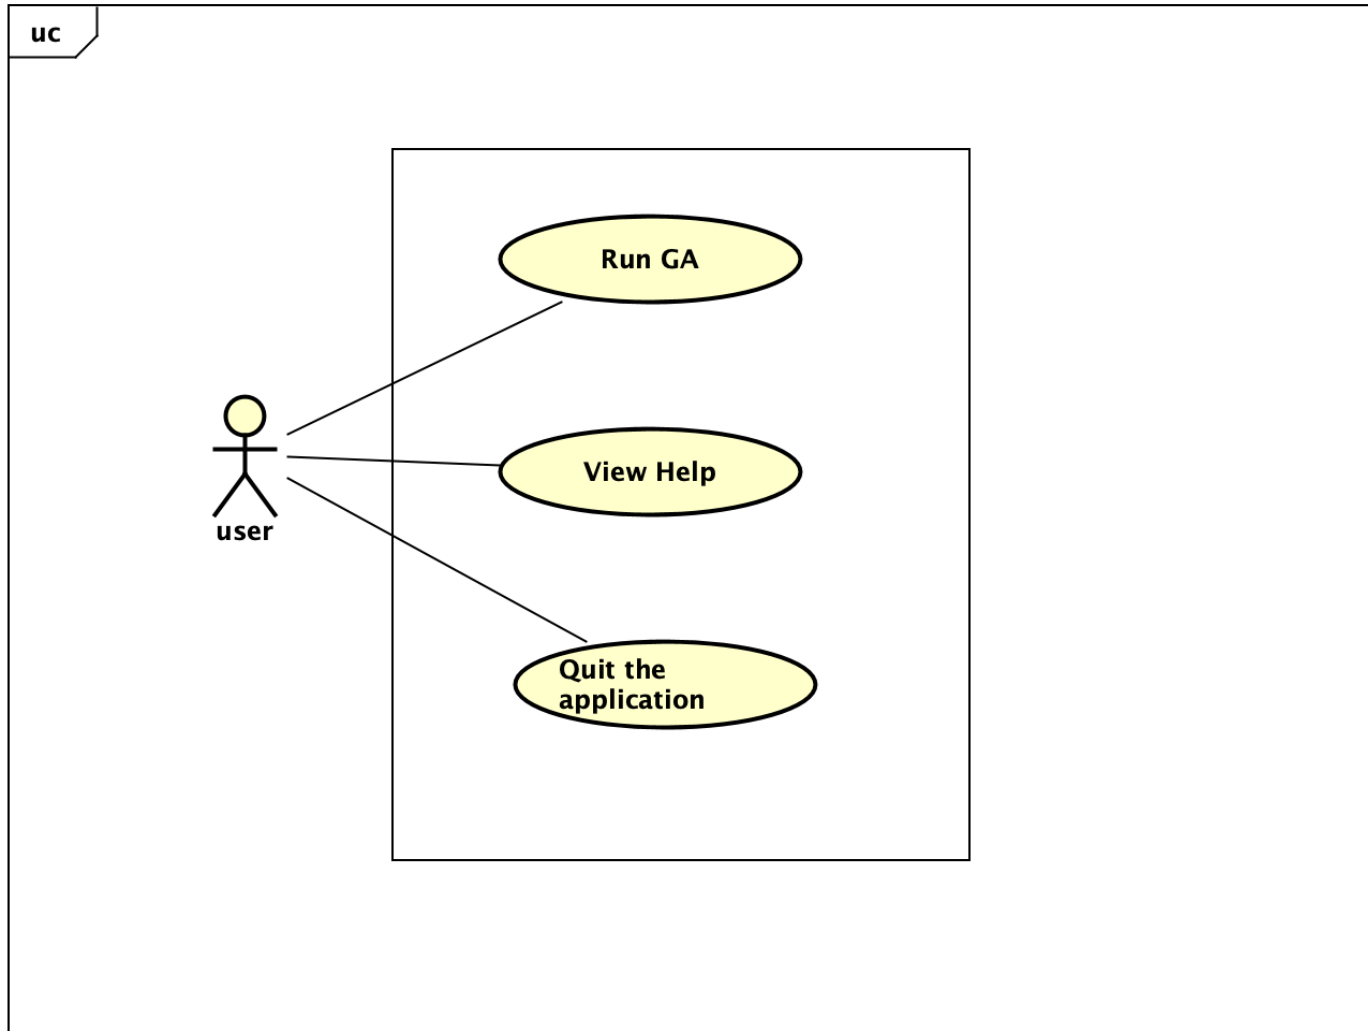 uc
Run GA
View Help
user
Quit the
application